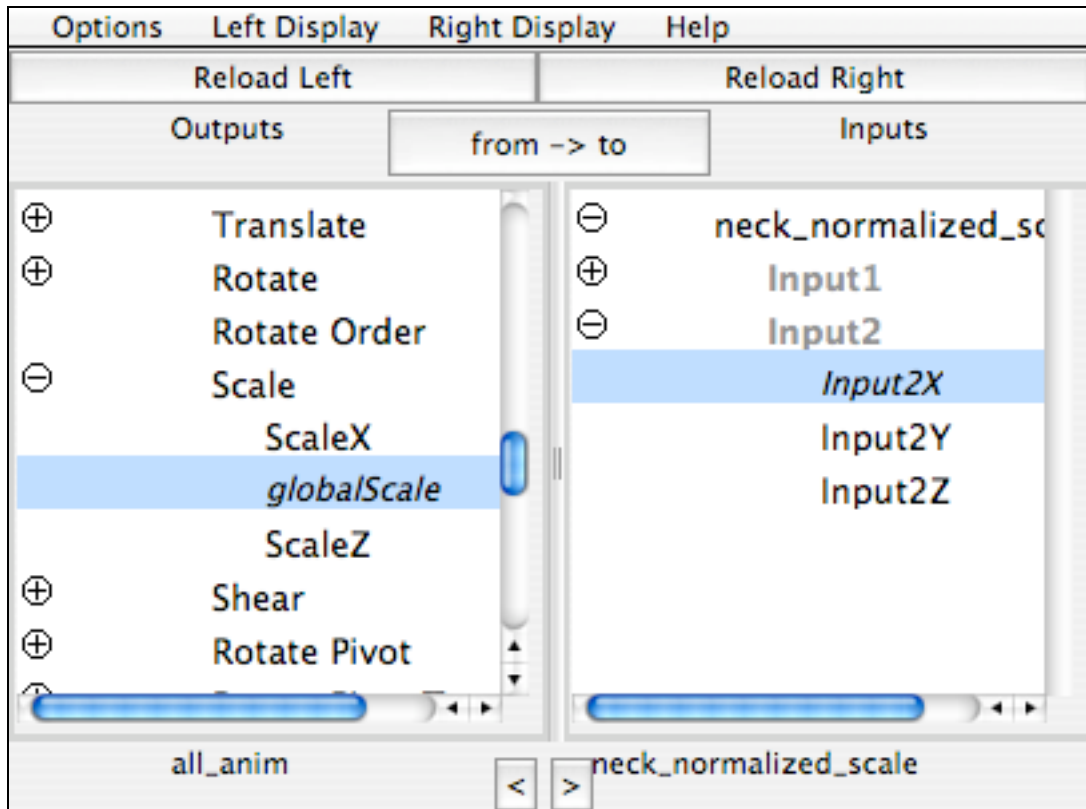 Options Left Display Right Display Help
Reload Left Reload Right
Outputs from -> to Inputs
Translate
Rotate
Rotate Order
Scale
ScaleX
globalScale
ScaleZ
Shear
Rotate Pivot
neck_normalized_sc
Input1
Input2
Input2X
Input2Y
Input2Z
all_anim < > neck_normalized_scale